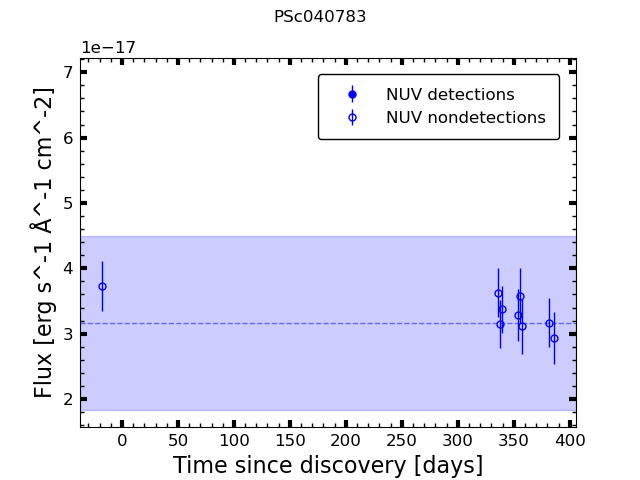 PSc040783
1e−17
7
6
5
4
3
2
Flux [erg s^-1 Å^-1 cm^-2]
NUV detections
NUV nondetections
0 50 100 150 200 250 300 350 400
Time since discovery [days]